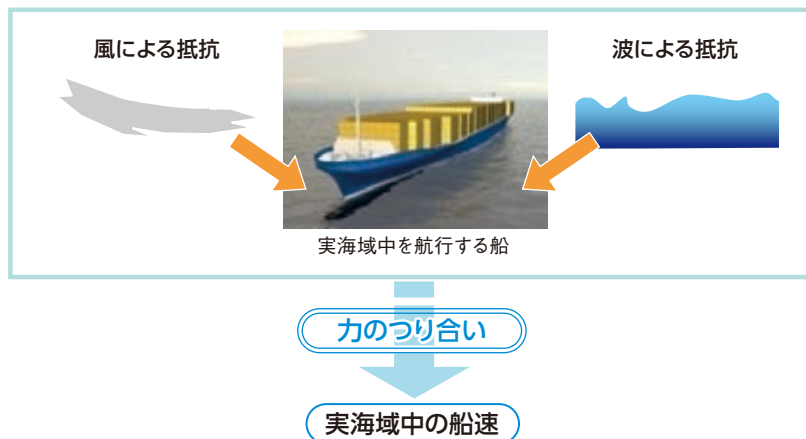 風による抵抗
波による抵抗
実海域中を航行する船
力のつり合い
実海域中の船速